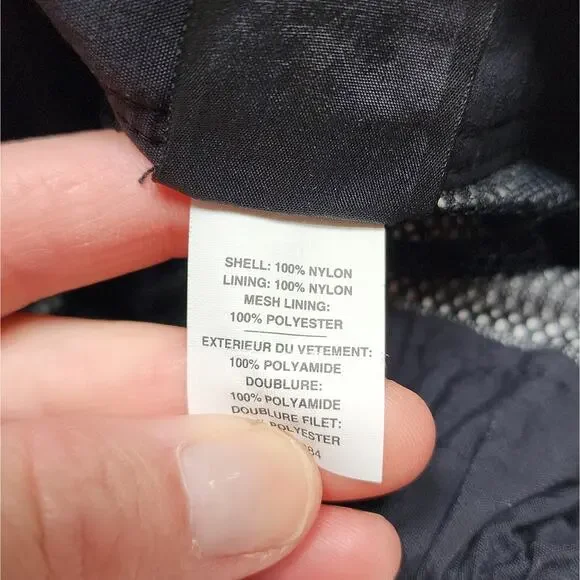 SHELL: 100% NYLON
LINING: 100% NYLON
MESH LINING:
100% POLYESTER
EXTERIEUR DU VETEMENT:
100% POLYAMIDE
DOUBLURE:
100% POLYAMIDE
DOUBLURE FILET:
POLYESTER
84